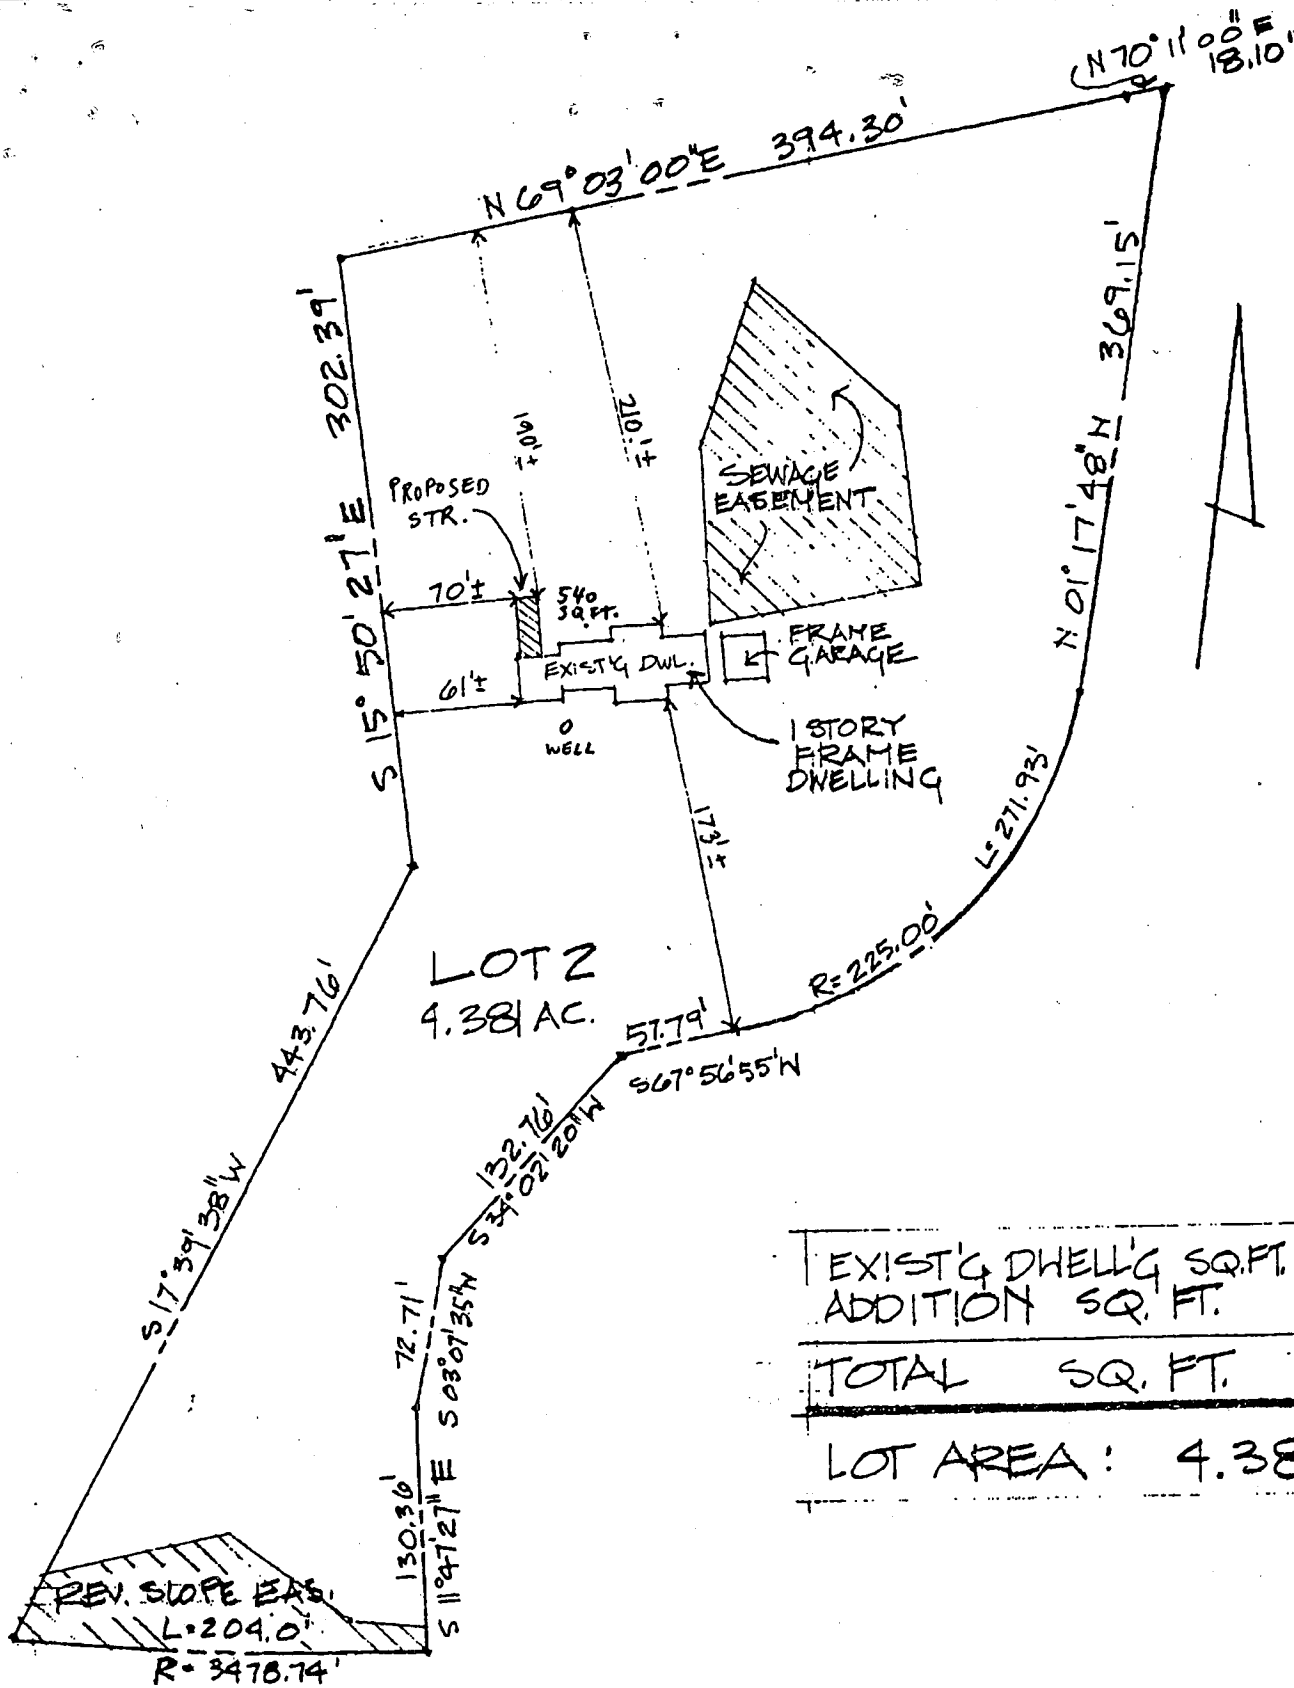 N 70° 11' 00" E
18.10'
N 69° 03' 00" E 394.30'
S 15° 50' 27' E 302.39'
N 01° 17' 48" W 369.15'
190'±
210.'±
PROPOSED
STR.
SEWAGE
EASEMENT
70'±
540
SQ.FT.
EXIST'G DWL.
FRAME
GARAGE
61'±
O
WELL
1 STORY
FRAME
DWELLING
173'±
L= 271.93'
R= 225.00'
LOT 2
4.381 AC.
57.79'
S67° 56' 55' W
443.76'
S 17° 39' 38" W
132.76'
S 34° 02' 20" W
72.71'
S 03° 07' 35" W
130.36'
S 11° 47' 27" E
REV. SLOPE EAS.
L= 204.0'
R= 3478.74'
EXIST'G DWELL'G SQ.FT.
ADDITION SQ. FT.
TOTAL SQ. FT.
LOT AREA : 4.38